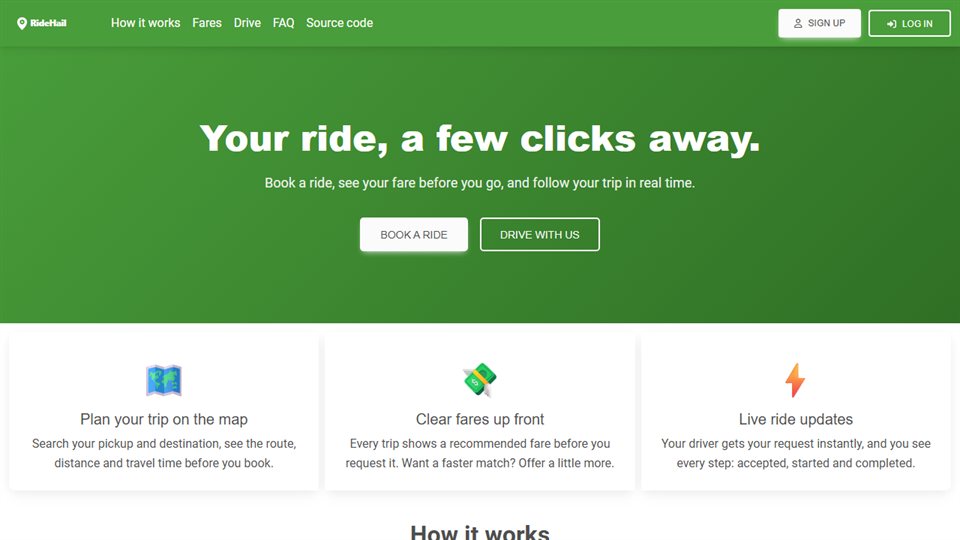 RideHail
How it works
Fares
Drive
FAQ
Source code
SIGN UP
LOG IN
Your ride, a few clicks away.
Book a ride, see your fare before you go, and follow your trip in real time.
BOOK A RIDE
DRIVE WITH US
Plan your trip on the map
Search your pickup and destination, see the route,
distance and travel time before you book.
Clear fares up front
Every trip shows a recommended fare before you
request it. Want a faster match? Offer a little more.
Live ride updates
Your driver gets your request instantly, and you see
every step: accepted, started and completed.
How it works